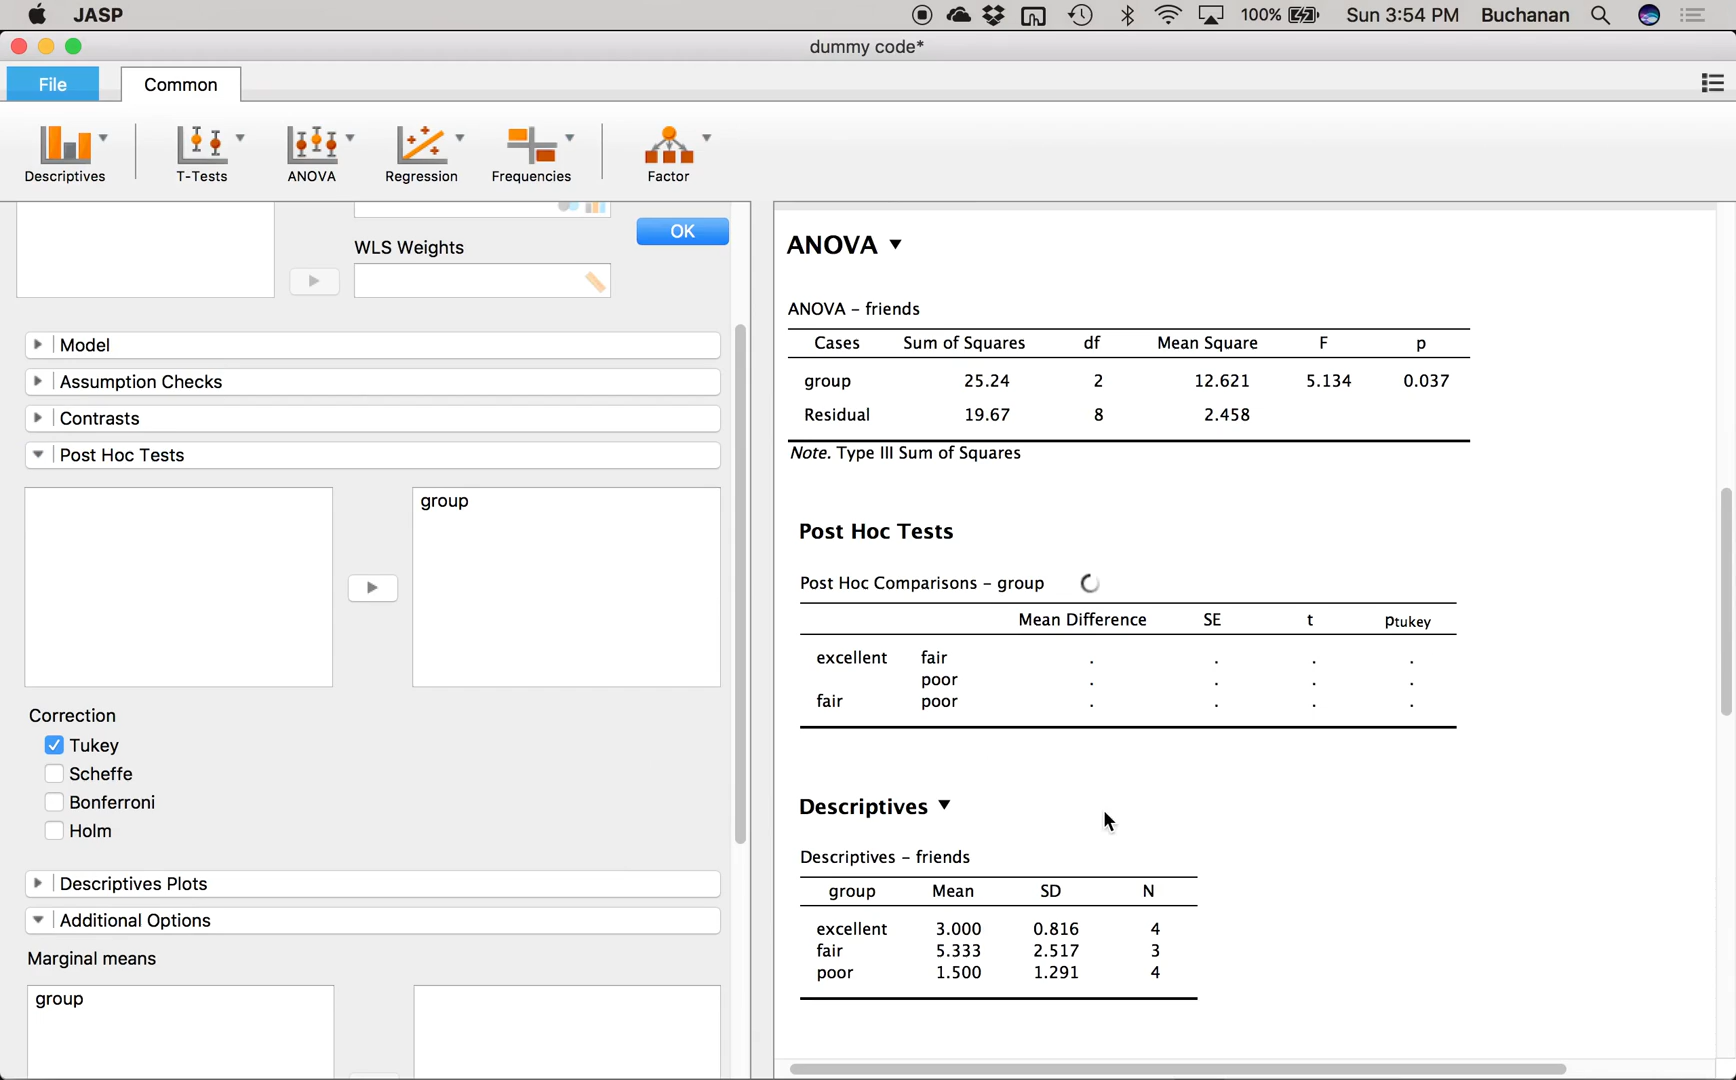 JASP 100% Sun 3:54 PM Buchanan
dummy code*
File Common
Descriptives T-Tests ANOVA Regression Frequencies Factor
OK
WLS Weights
Model
Assumption Checks
Contrasts
Post Hoc Tests
group
Correction
Tukey
Scheffe
Bonferroni
Holm
Descriptives Plots
Additional Options
Marginal means
group
ANOVA
ANOVA – friends
Cases Sum of Squares df Mean Square F p
group 25.24 2 12.621 5.134 0.037
Residual 19.67 8 2.458
Note. Type III Sum of Squares
Post Hoc Tests
Post Hoc Comparisons – group
Mean Difference SE t ptukey
excellent fair . . . .
poor . . . .
fair poor . . . .
Descriptives
Descriptives – friends
group Mean SD N
excellent 3.000 0.816 4
fair 5.333 2.517 3
poor 1.500 1.291 4